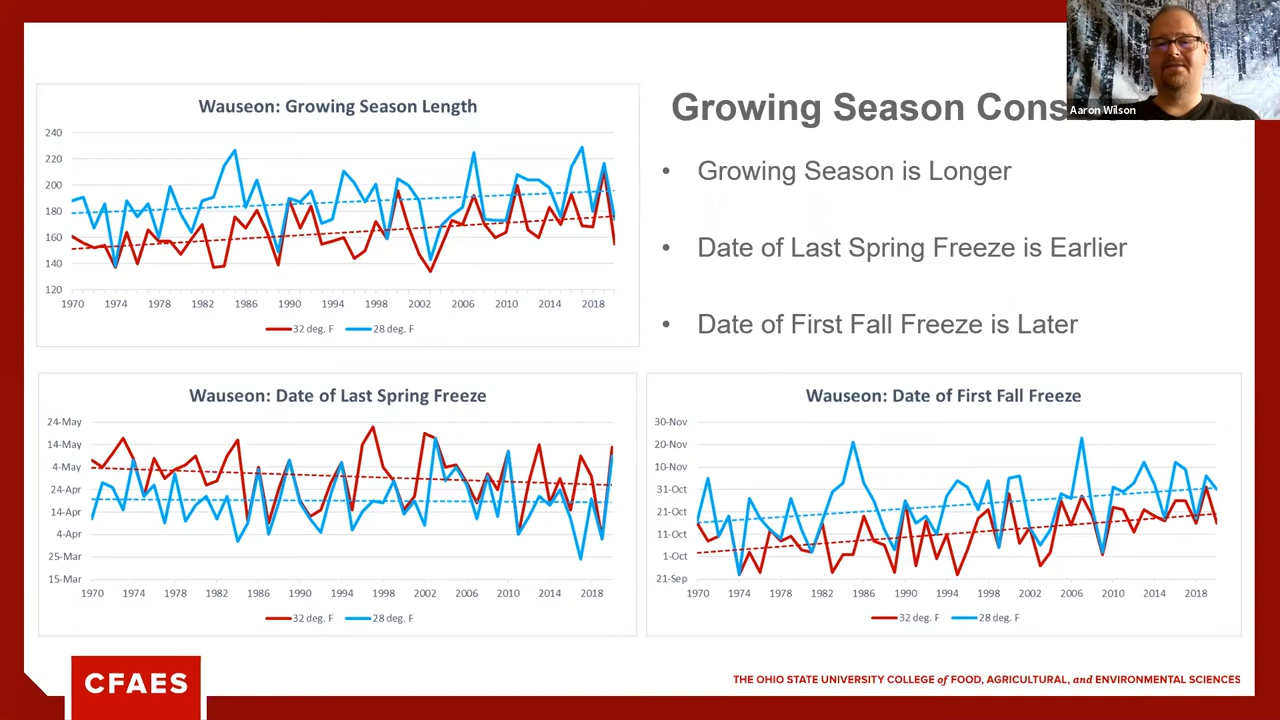 Aaron Wilson
Growing Season
• Growing Season is Longer
• Date of Last Spring Freeze is Earlier
• Date of First Fall Freeze is Later
Wauseon: Growing Season Length
240
220
200
180
160
140
120
1970 1974 1978 1982 1986 1990 1994 1998 2002 2006 2010 2014 2018
32 deg. F 28 deg. F
Wauseon: Date of Last Spring Freeze
24-May
14-May
4-May
24-Apr
14-Apr
4-Apr
25-Mar
15-Mar
1970 1974 1978 1982 1986 1990 1994 1998 2002 2006 2010 2014 2018
32 deg. F 28 deg. F
Wauseon: Date of First Fall Freeze
30-Nov
20-Nov
10-Nov
31-Oct
21-Oct
11-Oct
1-Oct
21-Sep
1970 1974 1978 1982 1986 1990 1994 1998 2002 2006 2010 2014 2018
32 deg. F 28 deg. F
CFAES
THE OHIO STATE UNIVERSITY COLLEGE of FOOD, AGRICULTURAL, and ENVIRONMENTAL SCIENCES